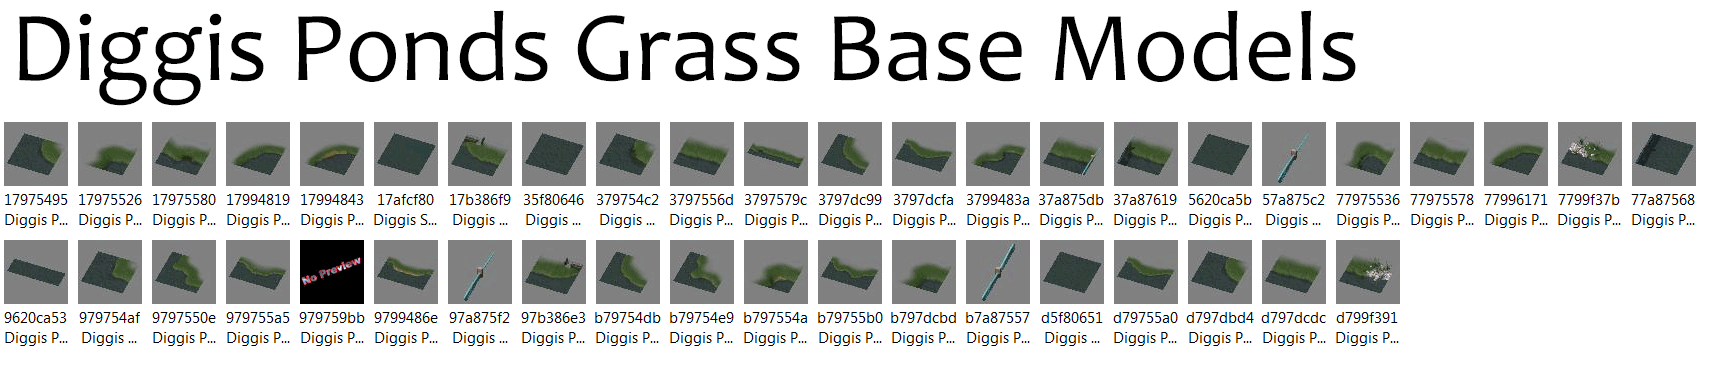 Diggis Ponds Grass Base Models
17975495 17975526 17975580 17994819 17994843 17afcf80 17b386f9 35f80646 379754c2 3797556d 3797579c 3797dc99 3797dcfa 3799483a 37a875db 37a87619 5620ca5b 57a875c2 77975536 77975578 77996171 7799f37b 77a87568
Diggis P... Diggis P... Diggis P... Diggis P... Diggis P... Diggis S... Diggis ... Diggis ... Diggis ... Diggis P... Diggis P... Diggis P... Diggis P... Diggis P... Diggis P... Diggis P... Diggis P... Diggis ... Diggis P... Diggis P... Diggis P... Diggis P... Diggis P...
No Preview
9620ca53 979754af 9797550e 979755a5 979759bb 9799486e 97a875f2 97b386e3 b79754db b79754e9 b797554a b79755b0 b797dcbd b7a87557 d5f80651 d79755a0 d797dbd4 d797dcdc d799f391
Diggis P... Diggis ... Diggis P... Diggis P... Diggis P... Diggis P... Diggis P... Diggis P... Diggis P... Diggis P... Diggis P... Diggis P... Diggis P... Diggis P... Diggis ... Diggis P... Diggis P... Diggis P... Diggis P...